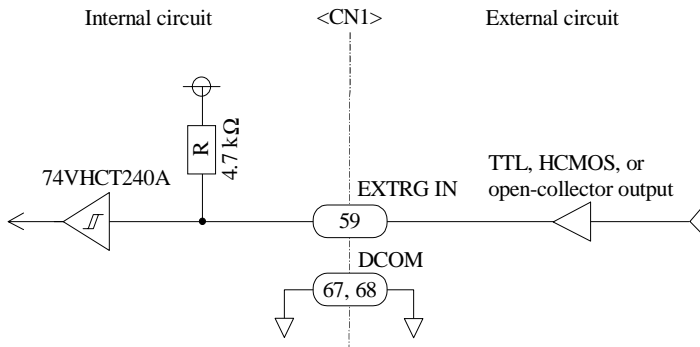 Internal circuit
<CN1>
External circuit
R
4.7 kΩ
74VHCT240A
EXTRG IN
TTL, HCMOS, or
open-collector output
59
DCOM
67, 68